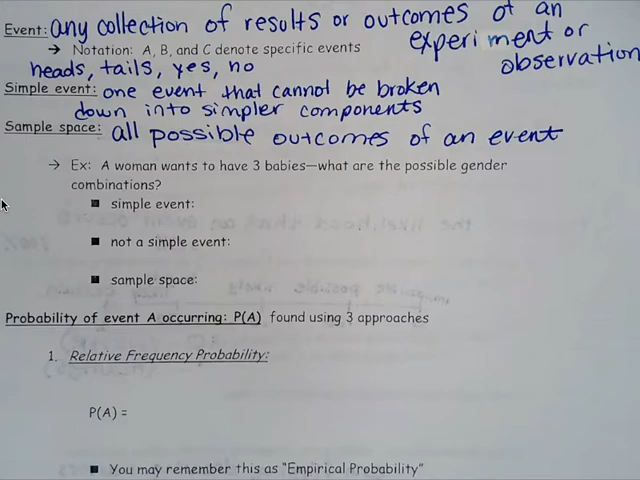 Event: any collection of results or outcomes of an
experiment or
→ Notation: A, B, and C denote specific events
observation
heads, tails, yes, no
Simple event: one event that cannot be broken
down into simpler components
Sample space: all possible outcomes of an event
→ Ex: A woman wants to have 3 babies—what are the possible gender
combinations?
■ simple event:
■ not a simple event:
■ sample space:
Probability of event A occurring: P(A) found using 3 approaches
1. Relative Frequency Probability:
P(A) =
■ You may remember this as “Empirical Probability”